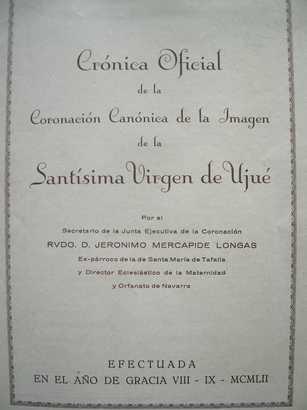 Crónica Oficial
de la
Coronación Canónica de la Imagen
de la
Santísima Virgen de Ujué
Por el
Secretario de la Junta Ejecutiva de la Coronación
RVDO. D. JERONIMO MERCAPIDE LONGAS
Ex-párroco de la de Santa María de Tafalla
y Director Eclesiástico de la Maternidad
y Orfanato de Navarra
EFECTUADA
EN EL AÑO DE GRACIA VIII - IX - MCMLII